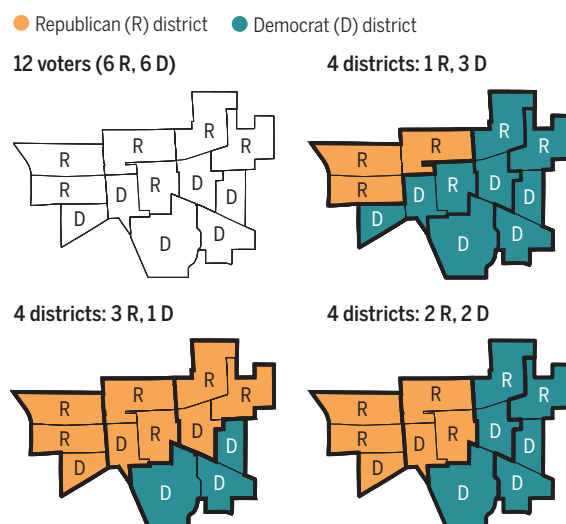 Republican (R) district Democrat (D) district
12 voters (6 R, 6 D) 4 districts: 1 R, 3 D
R R
R R R R
R R
R D R D D R D R D D
D D
D D D D
4 districts: 3 R, 1 D 4 districts: 2 R, 2 D
R R
R R R R R R
R D R D D R D R D D
D D D D
D D